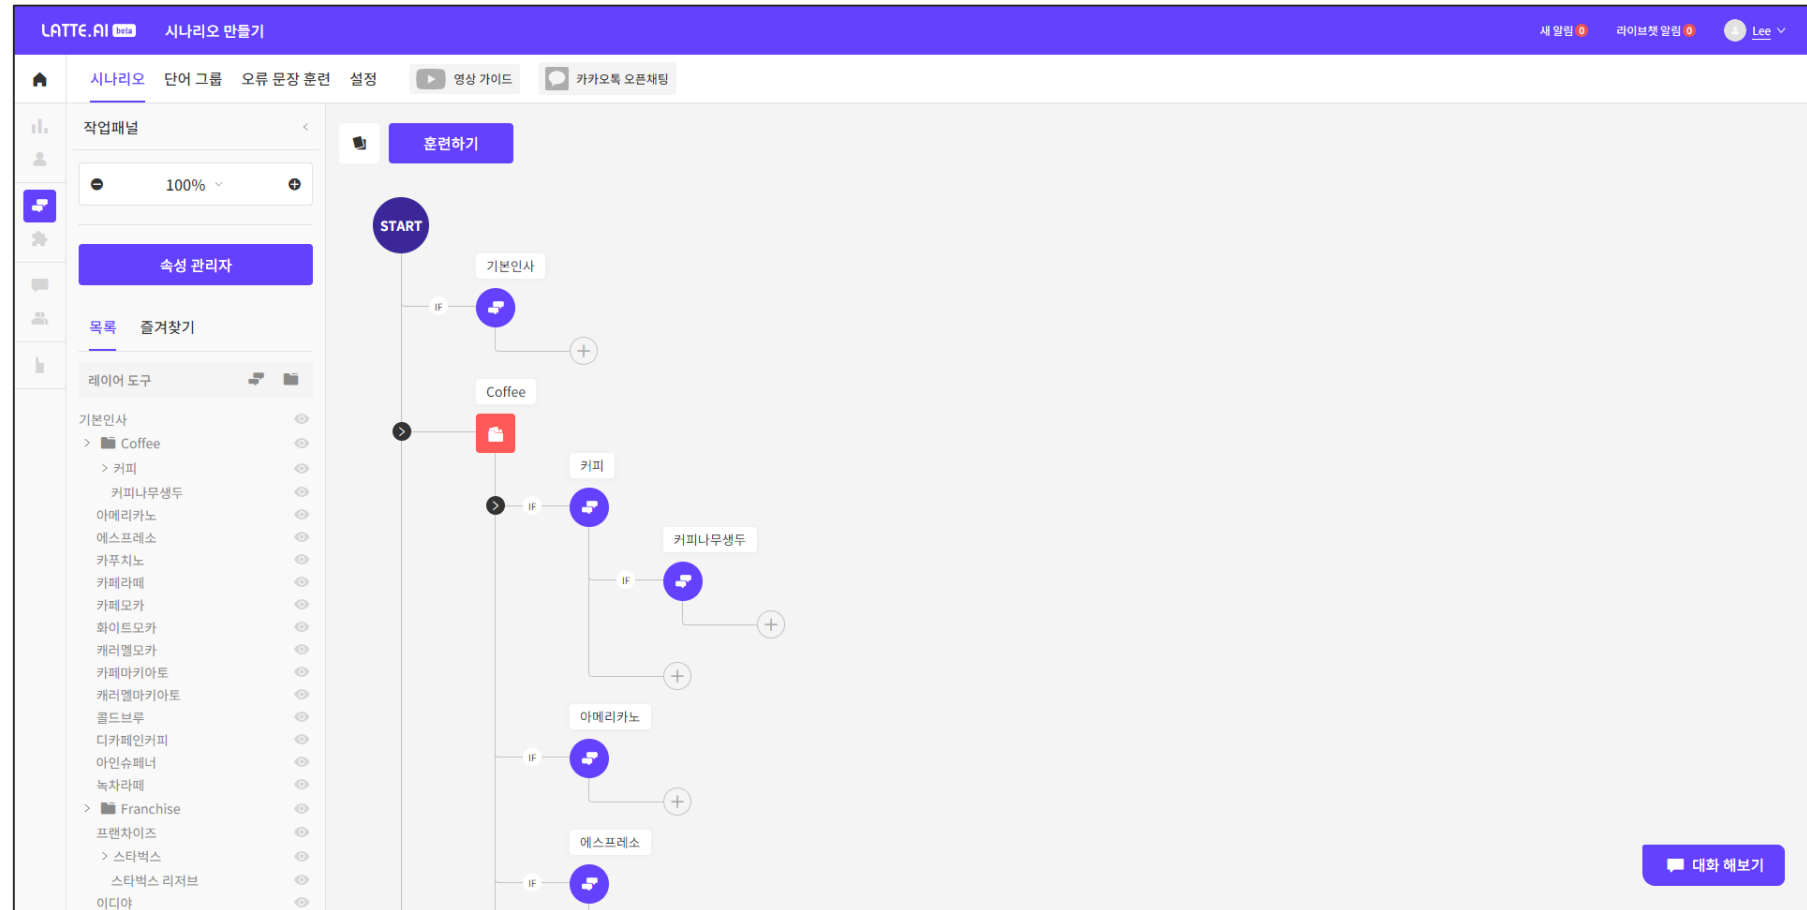 LATTE.AI beta 시나리오 만들기 새 알림 0 라이브챗 알림 0 Lee
시나리오 단어 그룹 오류 문장 훈련 설정 영상 가이드 카카오톡 오픈채팅
작업패널
훈련하기
100%
START
속성 관리자
기본인사
IF
목록 즐겨찾기
레이어 도구
Coffee
기본인사
Coffee
커피
커피나무생두
아메리카노
에스프레소
카푸치노
카페라떼
카페모카
화이트모카
캐러멜모카
카페마키아토
캐러멜마키아토
콜드브루
디카페인커피
아인슈페너
녹차라떼
Franchise
프랜차이즈
스타벅스
스타벅스 리저브
이디야
커피
IF
커피나무생두
IF
아메리카노
IF
에스프레소
IF
대화 해보기